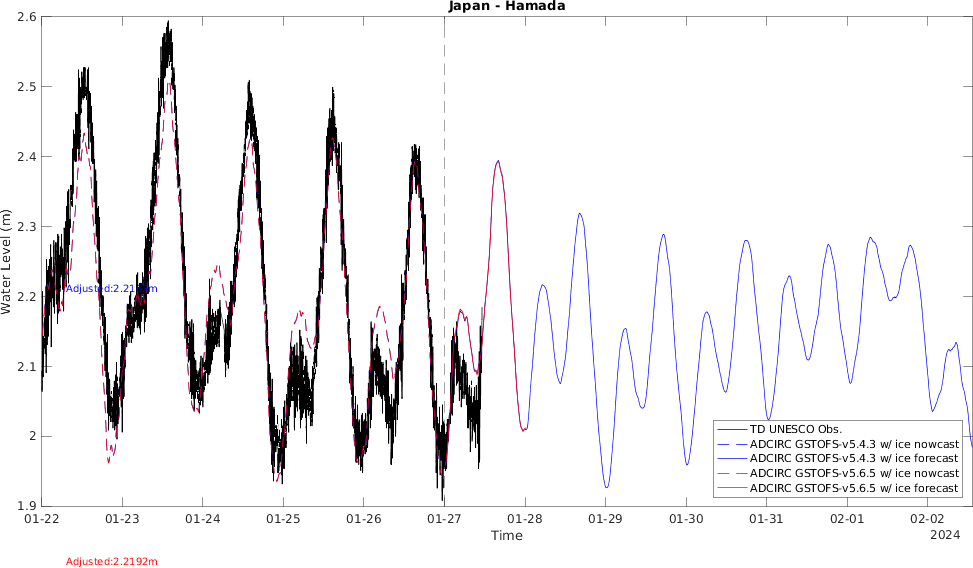 Japan - Hamada
2.6
2.5
2.4
2.3
2.2
2.1
2
1.9
Water Level (m)
TD UNESCO Obs.
ADCIRC GSTOFS-v5.4.3 w/ ice nowcast
ADCIRC GSTOFS-v5.4.3 w/ ice forecast
ADCIRC GSTOFS-v5.6.5 w/ ice nowcast
ADCIRC GSTOFS-v5.6.5 w/ ice forecast
01-22 01-23 01-24 01-25 01-26 01-27 01-28 01-29 01-30 01-31 02-01 02-02
2024
Time
Adjusted:2.2192m